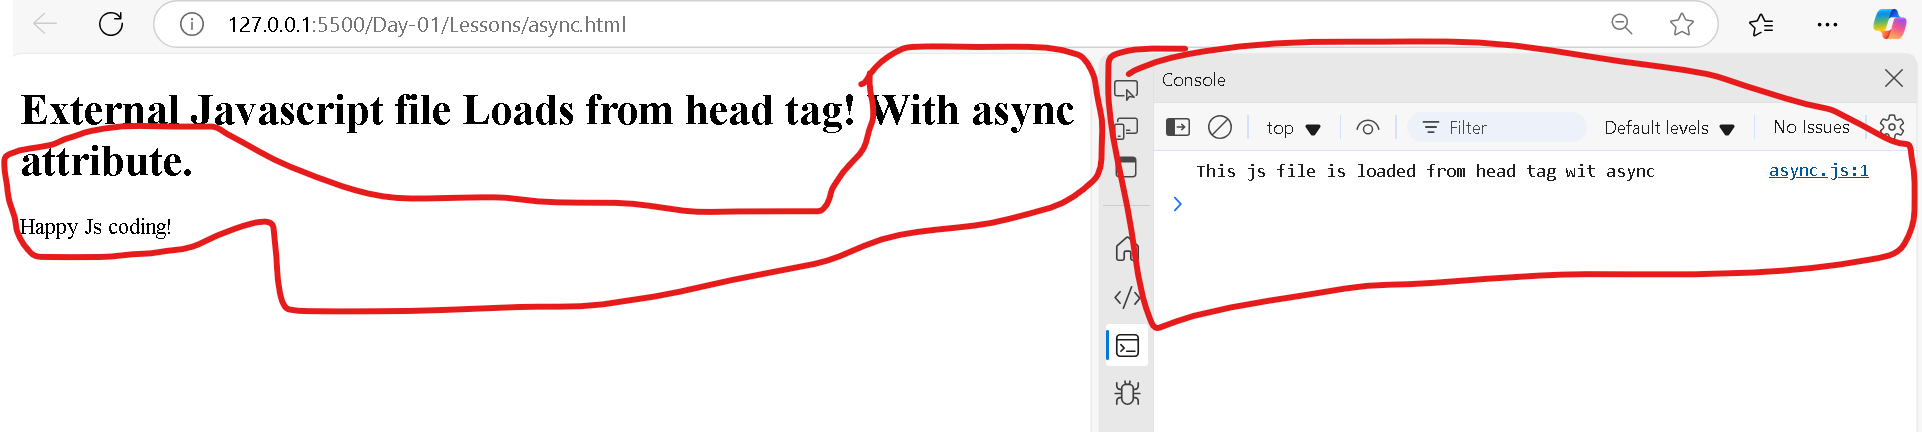 127.0.0.1:5500/Day-01/Lessons/async.html
External Javascript file Loads from head tag! With async
attribute.
Happy Js coding!
Console
top
Filter
Default levels
No Issues
This js file is loaded from head tag wit async async.js:1